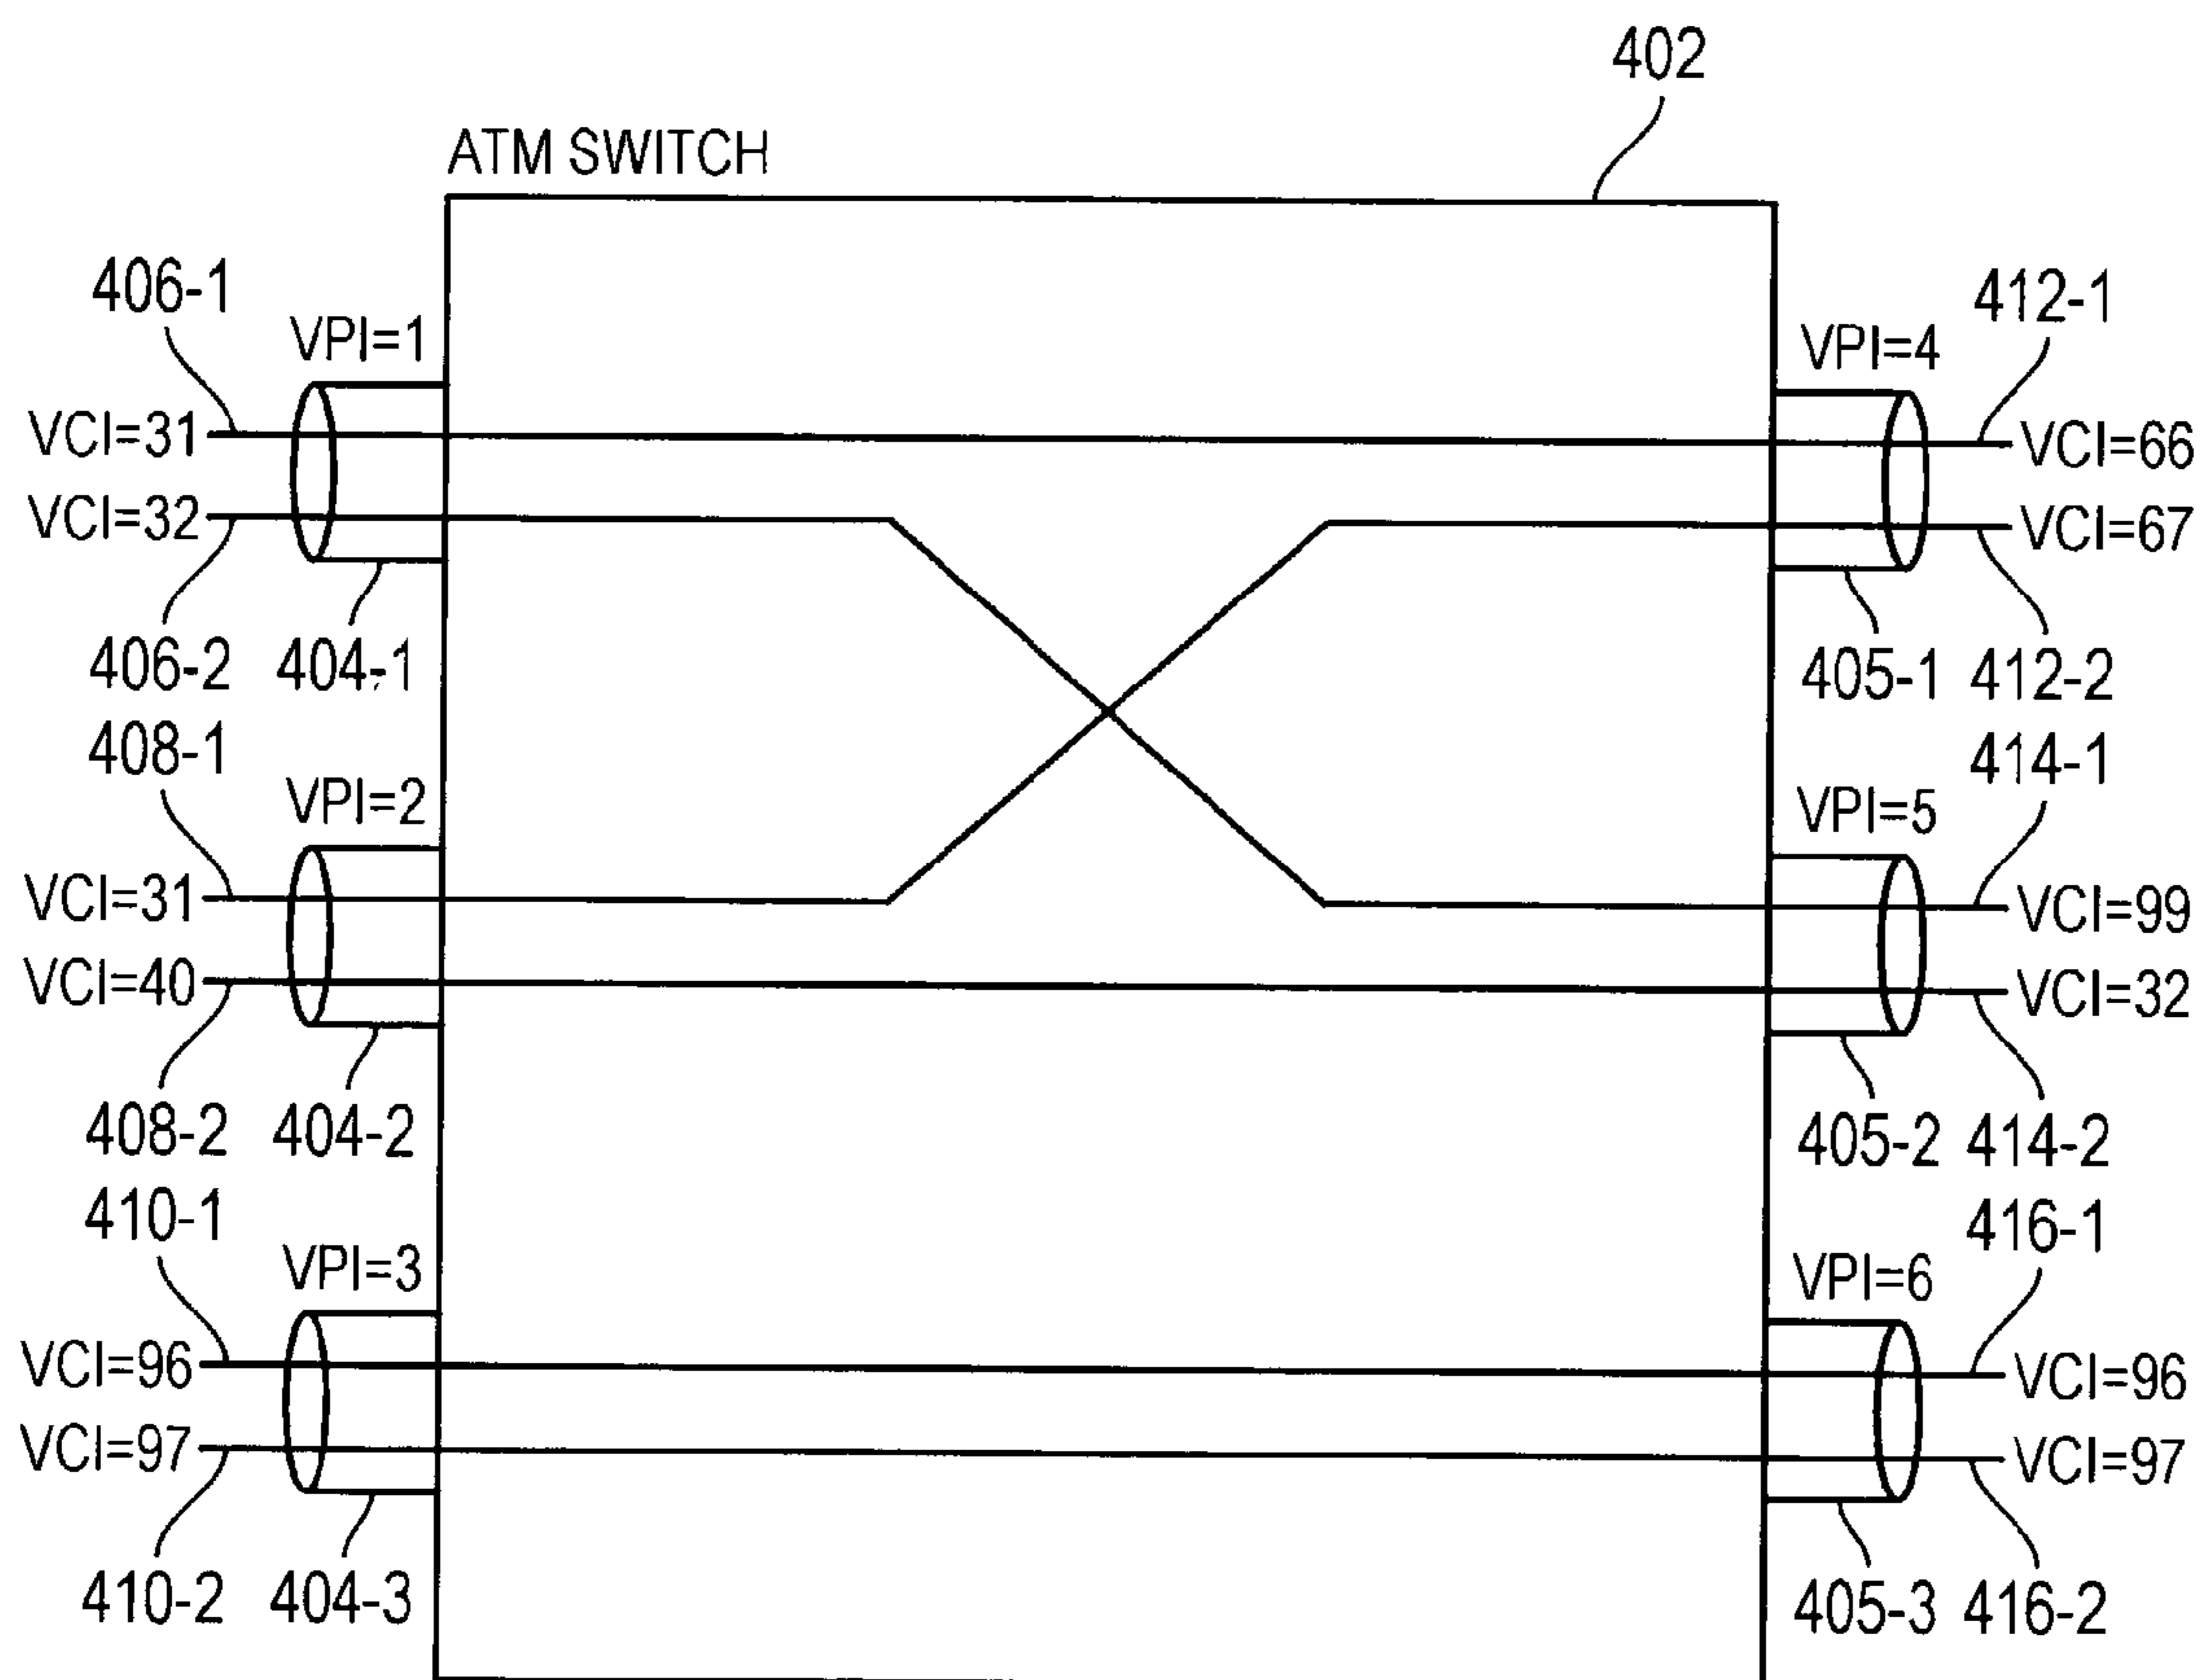 402
ATM SWITCH
406-1
412-1
VPI=1
VPI=4
VCI=31
VCI=66
VCI=32
VCI=67
406-2
404-1
405-1
412-2
408-1
414-1
VPI=2
VPI=5
VCI=31
VCI=99
VCI=40
VCI=32
408-2
404-2
405-2
414-2
410-1
416-1
VPI=3
VPI=6
VCI=96
VCI=96
VCI=97
VCI=97
410-2
404-3
405-3
416-2